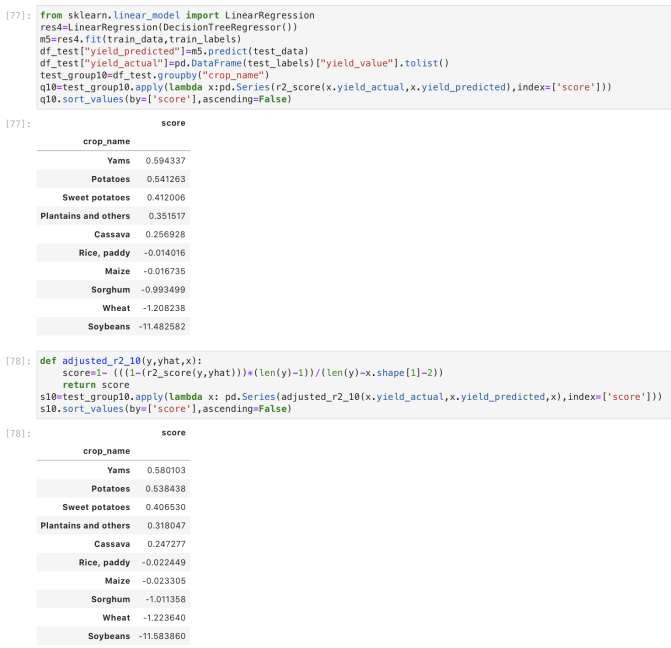 [77]: from sklearn.linear_model import LinearRegression
res4=LinearRegression(DecisionTreeRegressor())
m5=res4.fit(train_data,train_labels)
df_test["yield_predicted"]=m5.predict(test_data)
df_test["yield_actual"]=pd.DataFrame(test_labels)["yield_value"].tolist()
test_group10=df_test.groupby("crop_name")
q10=test_group10.apply(lambda x:pd.Series(r2_score(x.yield_actual,x.yield_predicted),index=['score']))
q10.sort_values(by=['score'],ascending=False)
[77]: score
crop_name
Yams 0.594337
Potatoes 0.541263
Sweet potatoes 0.412006
Plantains and others 0.351517
Cassava 0.256928
Rice, paddy -0.014016
Maize -0.016735
Sorghum -0.993499
Wheat -1.208238
Soybeans -11.482582
[78]: def adjusted_r2_10(y,yhat,x):
score=1- (((1-(r2_score(y,yhat)))*(len(y)-1))/(len(y)-x.shape[1]-2))
return score
s10=test_group10.apply(lambda x: pd.Series(adjusted_r2_10(x.yield_actual,x.yield_predicted,x),index=['score']))
s10.sort_values(by=['score'],ascending=False)
[78]: score
crop_name
Yams 0.580103
Potatoes 0.538438
Sweet potatoes 0.406530
Plantains and others 0.318047
Cassava 0.247277
Rice, paddy -0.022449
Maize -0.023305
Sorghum -1.011358
Wheat -1.223640
Soybeans -11.583860